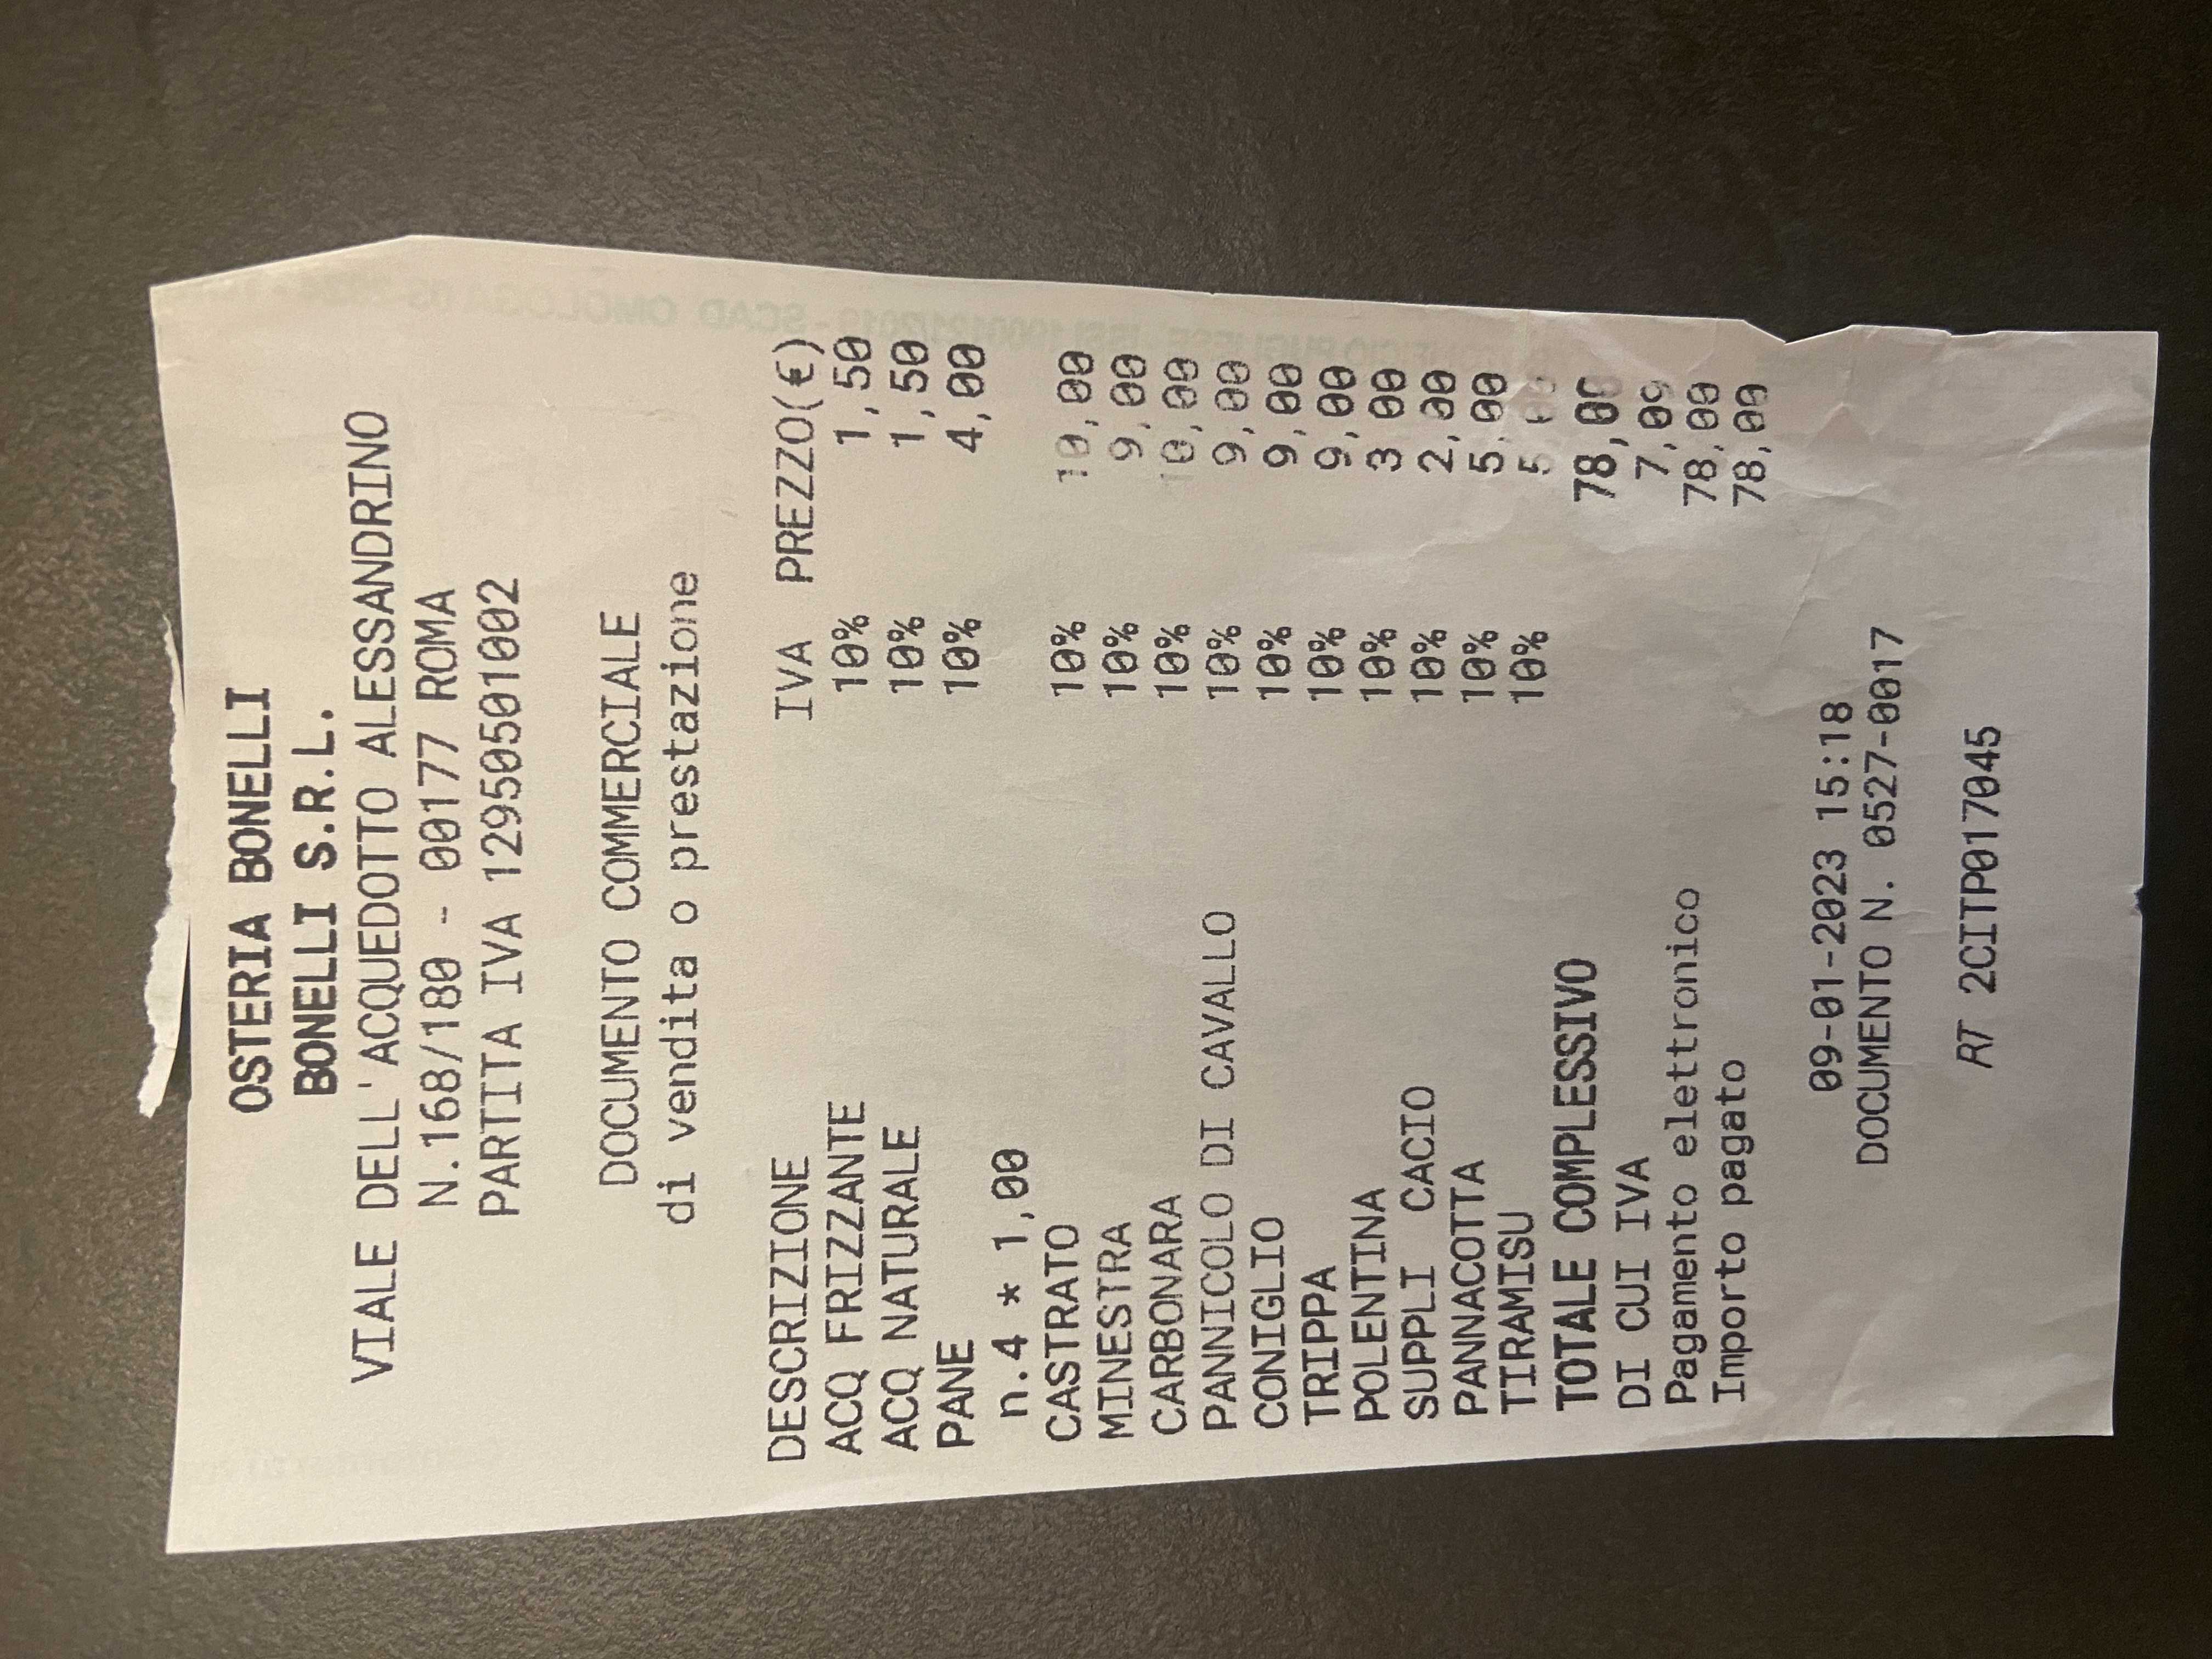 OSTERIA BONELLI
BONELLI S.R.L.
VIALE DELL'ACQUEDOTTO ALESSANDRINO
N.168/180 - 00177 ROMA
PARTITA IVA 12950501002
DOCUMENTO COMMERCIALE
di vendita o prestazione
DESCRIZIONE IVA PREZZO(€)
ACQ FRIZZANTE 10% 1,50
ACQ NATURALE 10% 1,50
PANE 10% 4,00
n.4 * 1,00
CASTRATO 10% 10,00
MINESTRA 10% 9,00
CARBONARA 10% 10,00
PANNICOLO DI CAVALLO 10% 9,00
CONIGLIO 10% 9,00
TRIPPA 10% 9,00
POLENTINA 10% 3,00
SUPPLI CACIO 10% 2,00
PANNACOTTA 10% 5,00
TIRAMISU 10% 5,00
TOTALE COMPLESSIVO 78,00
DI CUI IVA 7,09
Pagamento elettronico 78,00
Importo pagato 78,00
09-01-2023 15:18
DOCUMENTO N. 0527-0017
RT 2CITP017045